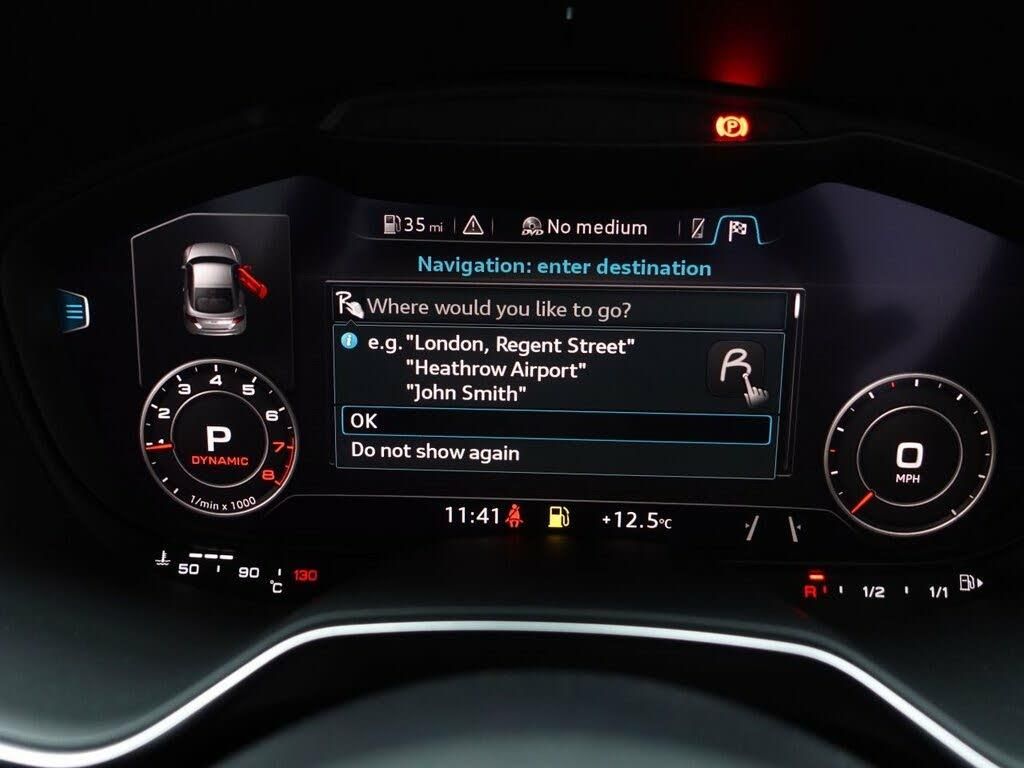 P
35 mi
DVD No medium
Navigation: enter destination
R Where would you like to go?
i e.g. "London, Regent Street"
"Heathrow Airport"
"John Smith"
R
OK
Do not show again
1 2 3 4 5 6 7 8
P
DYNAMIC
1/min x 1000
0
MPH
11:41
+12.5°C
50 90 130
°C
R 1/2 1/1